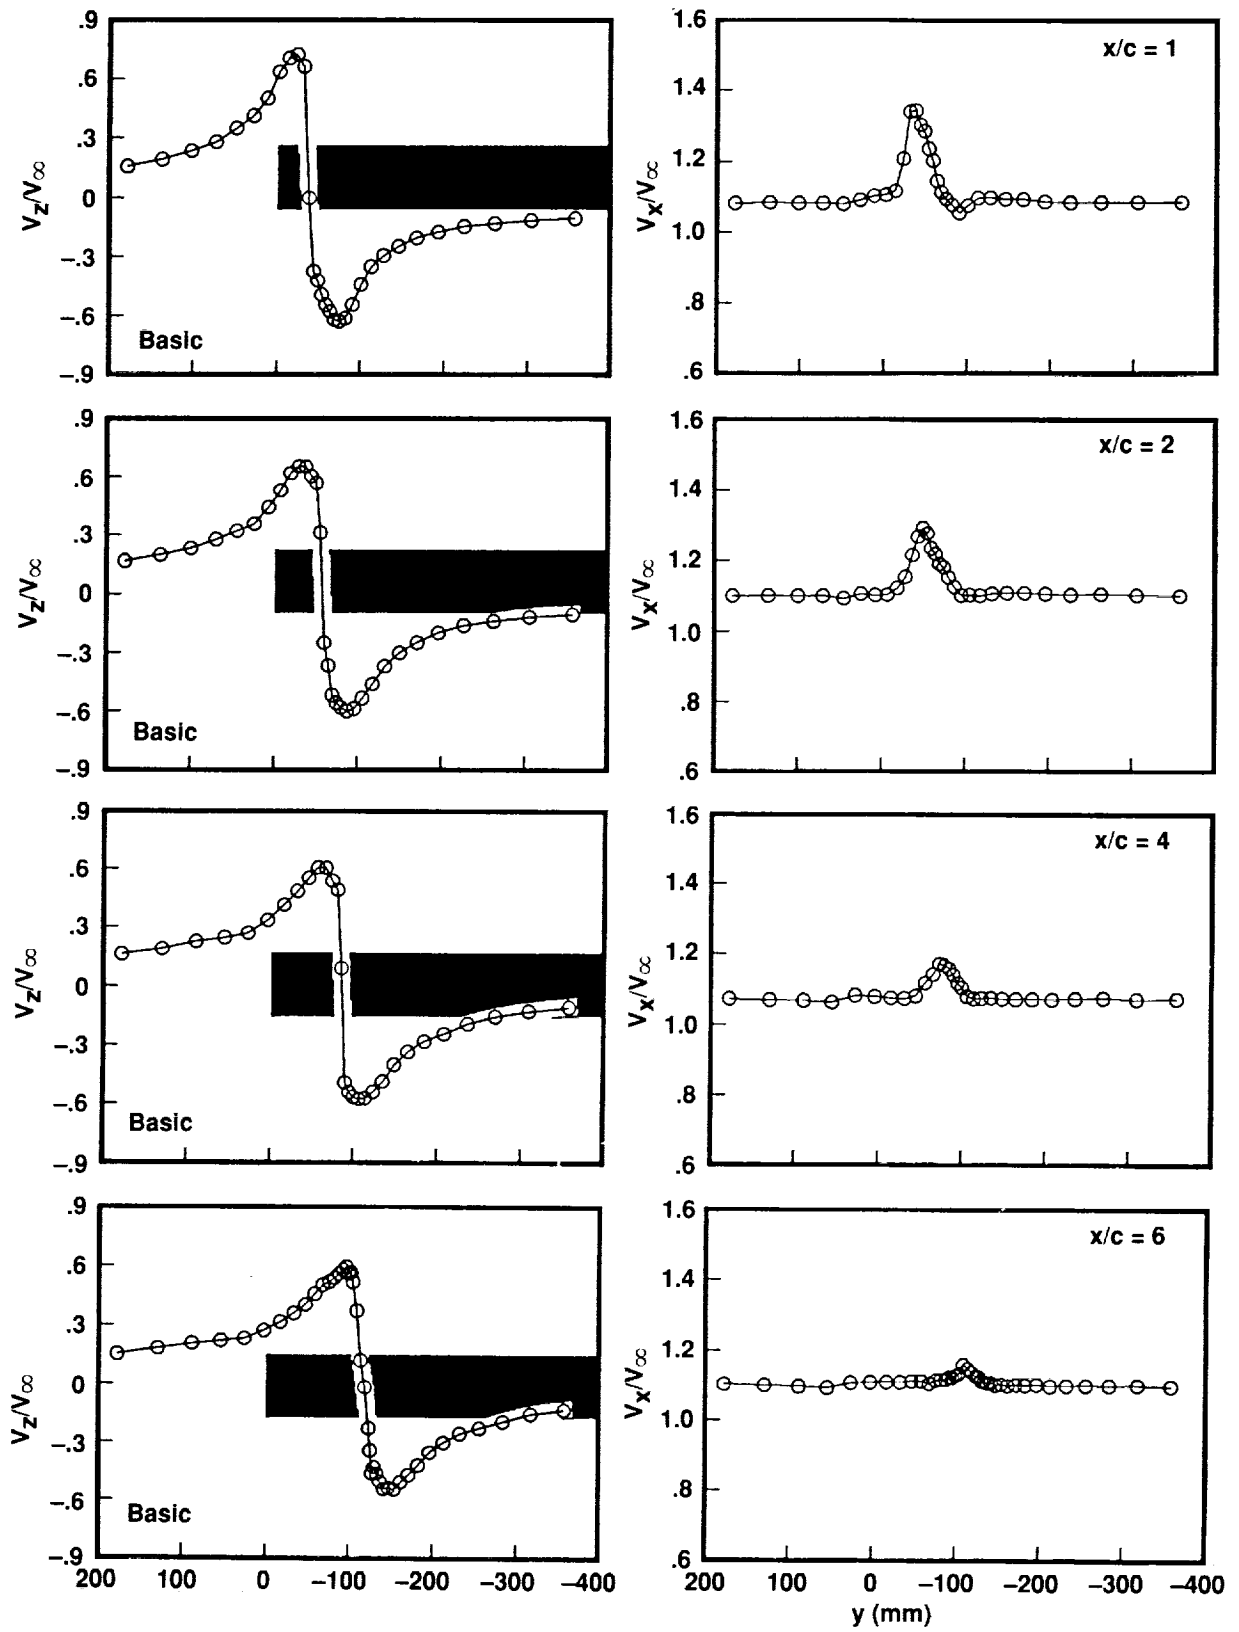 .9
.6
.3
0
–.3
–.6
–.9
Vz/V∞
Basic
1.6
1.4
1.2
1.0
.8
.6
Vx/V∞
x/c = 1
.9
.6
.3
0
–.3
–.6
–.9
Vz/V∞
Basic
1.6
1.4
1.2
1.0
.8
.6
Vx/V∞
x/c = 2
.9
.6
.3
0
–.3
–.6
–.9
Vz/V∞
Basic
1.6
1.4
1.2
1.0
.8
.6
Vx/V∞
x/c = 4
.9
.6
.3
0
–.3
–.6
–.9
Vz/V∞
Basic
200 100 0 –100 –200 –300 –400
1.6
1.4
1.2
1.0
.8
.6
Vx/V∞
x/c = 6
200 100 0 –100 –200 –300 –400
y (mm)